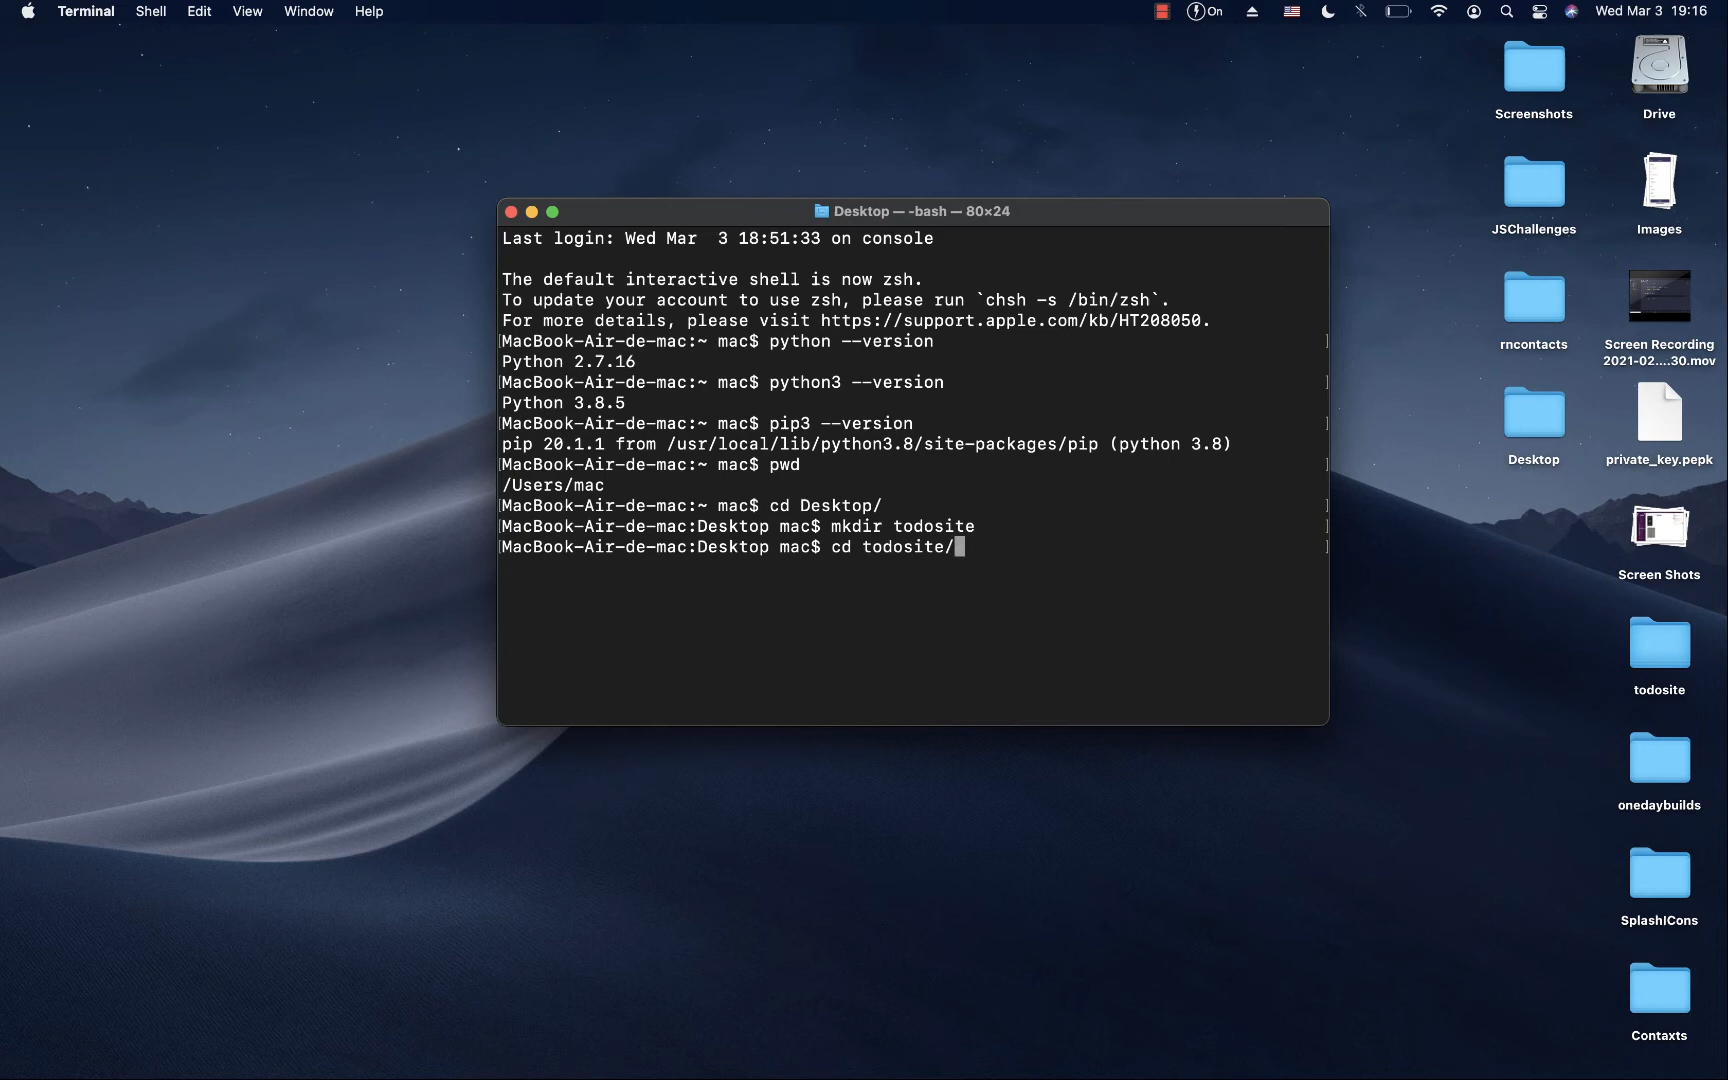 Terminal Shell Edit View Window Help On Wed Mar 3 19:16
Desktop — -bash — 80×24
Last login: Wed Mar  3 18:51:33 on console
The default interactive shell is now zsh.
To update your account to use zsh, please run `chsh -s /bin/zsh`.
For more details, please visit https://support.apple.com/kb/HT208050.
[MacBook-Air-de-mac:~ mac$ python --version ]
Python 2.7.16
[MacBook-Air-de-mac:~ mac$ python3 --version ]
Python 3.8.5
[MacBook-Air-de-mac:~ mac$ pip3 --version ]
pip 20.1.1 from /usr/local/lib/python3.8/site-packages/pip (python 3.8)
[MacBook-Air-de-mac:~ mac$ pwd ]
/Users/mac
[MacBook-Air-de-mac:~ mac$ cd Desktop/ ]
[MacBook-Air-de-mac:Desktop mac$ mkdir todosite ]
[MacBook-Air-de-mac:Desktop mac$ cd todosite/ ]
Screenshots
Drive
JSChallenges
Images
rncontacts
Screen Recording
2021-02....30.mov
Desktop
private_key.pepk
Screen Shots
todosite
onedaybuilds
SplashICons
Contaxts